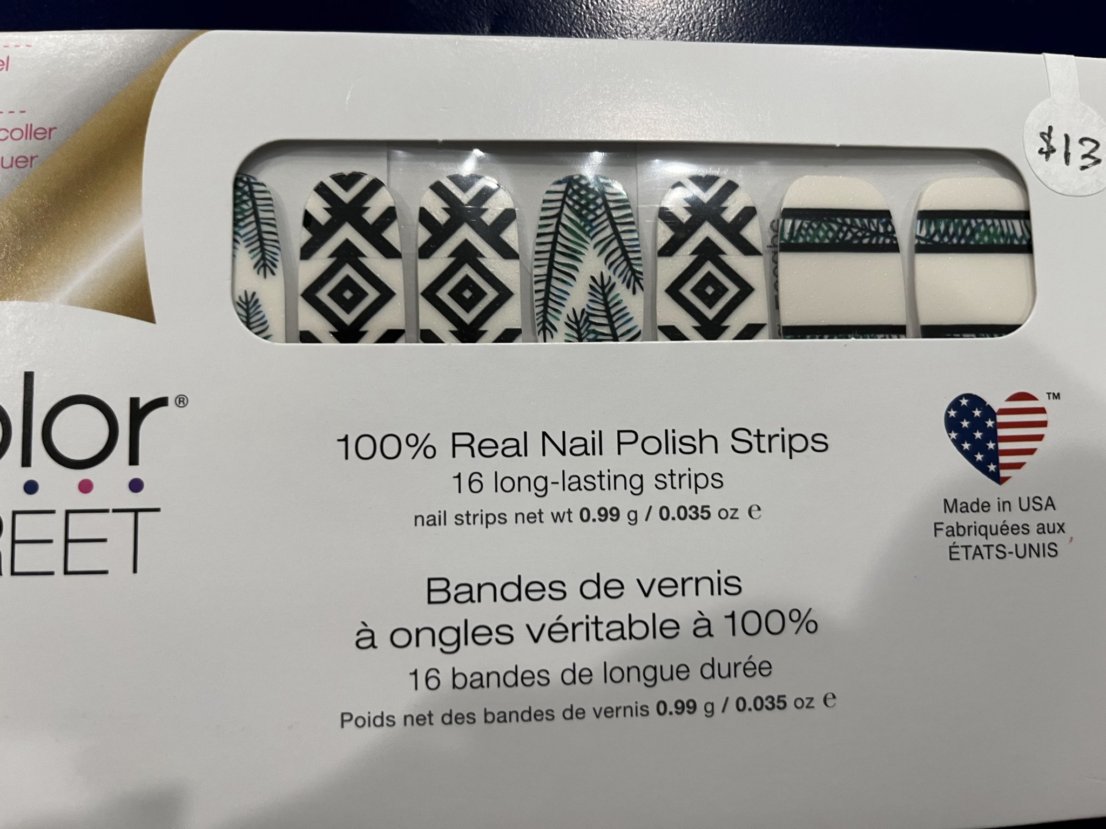 el
coller
uer
$13
olor®
REET
100% Real Nail Polish Strips
16 long-lasting strips
nail strips net wt 0.99 g / 0.035 oz ℮
Bandes de vernis
à ongles véritable à 100%
16 bandes de longue durée
Poids net des bandes de vernis 0.99 g / 0.035 oz ℮
TM
Made in USA
Fabriquées aux
ÉTATS-UNIS